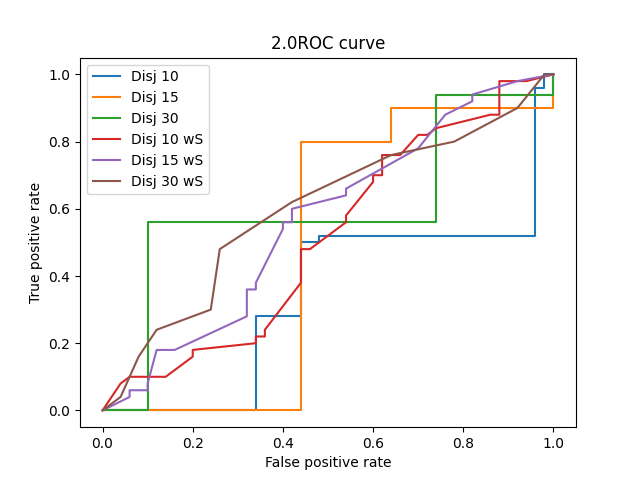 2.0ROC curve
Disj 10
Disj 15
Disj 30
Disj 10 wS
Disj 15 wS
Disj 30 wS
True positive rate
1.0
0.8
0.6
0.4
0.2
0.0
0.0 0.2 0.4 0.6 0.8 1.0
False positive rate